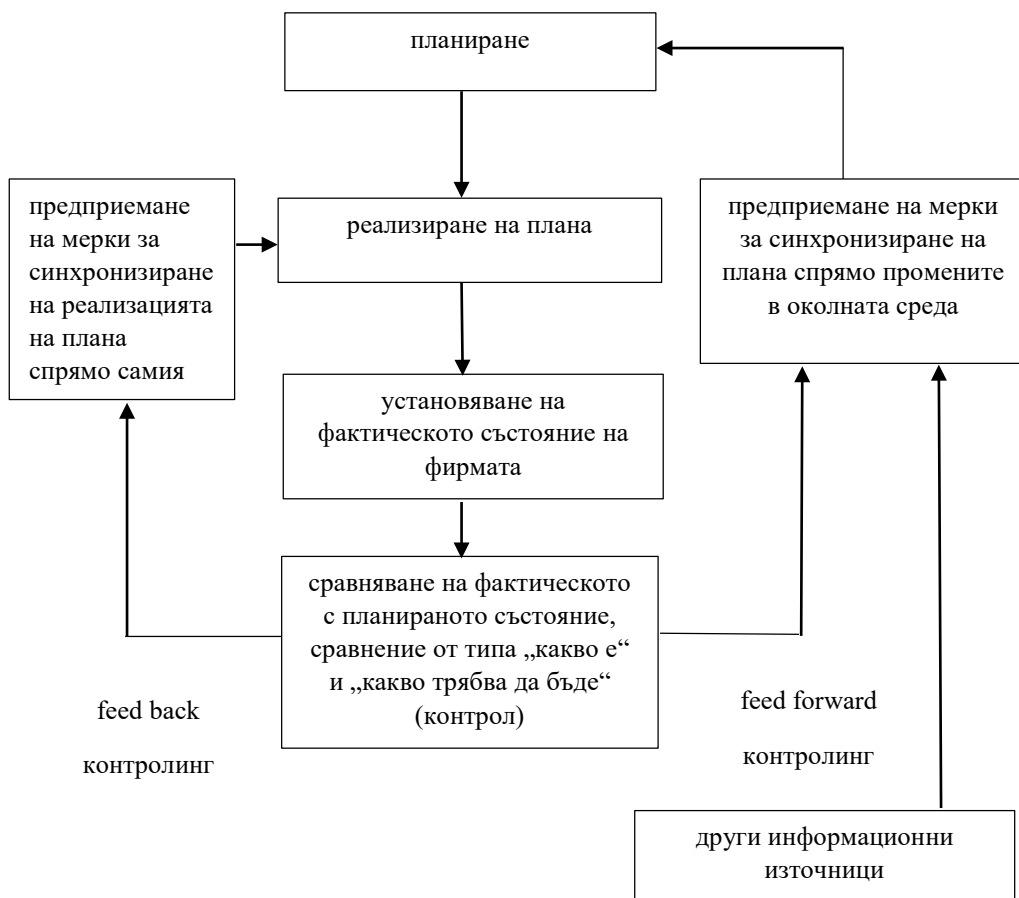 планиране
предприемане
на мерки за
синхронизиране
на реализацията
на плана
спрямо самия
реализиране на плана
предприемане на мерки
за синхронизиране на
плана спрямо промените
в околната среда
установяване на
фактическото състояние на
фирмата
сравняване на фактическото
с планираното състояние,
сравнение от типа „какво е“
и „какво трябва да бъде“
(контрол)
feed back
контролинг
feed forward
контролинг
други информационни
източници